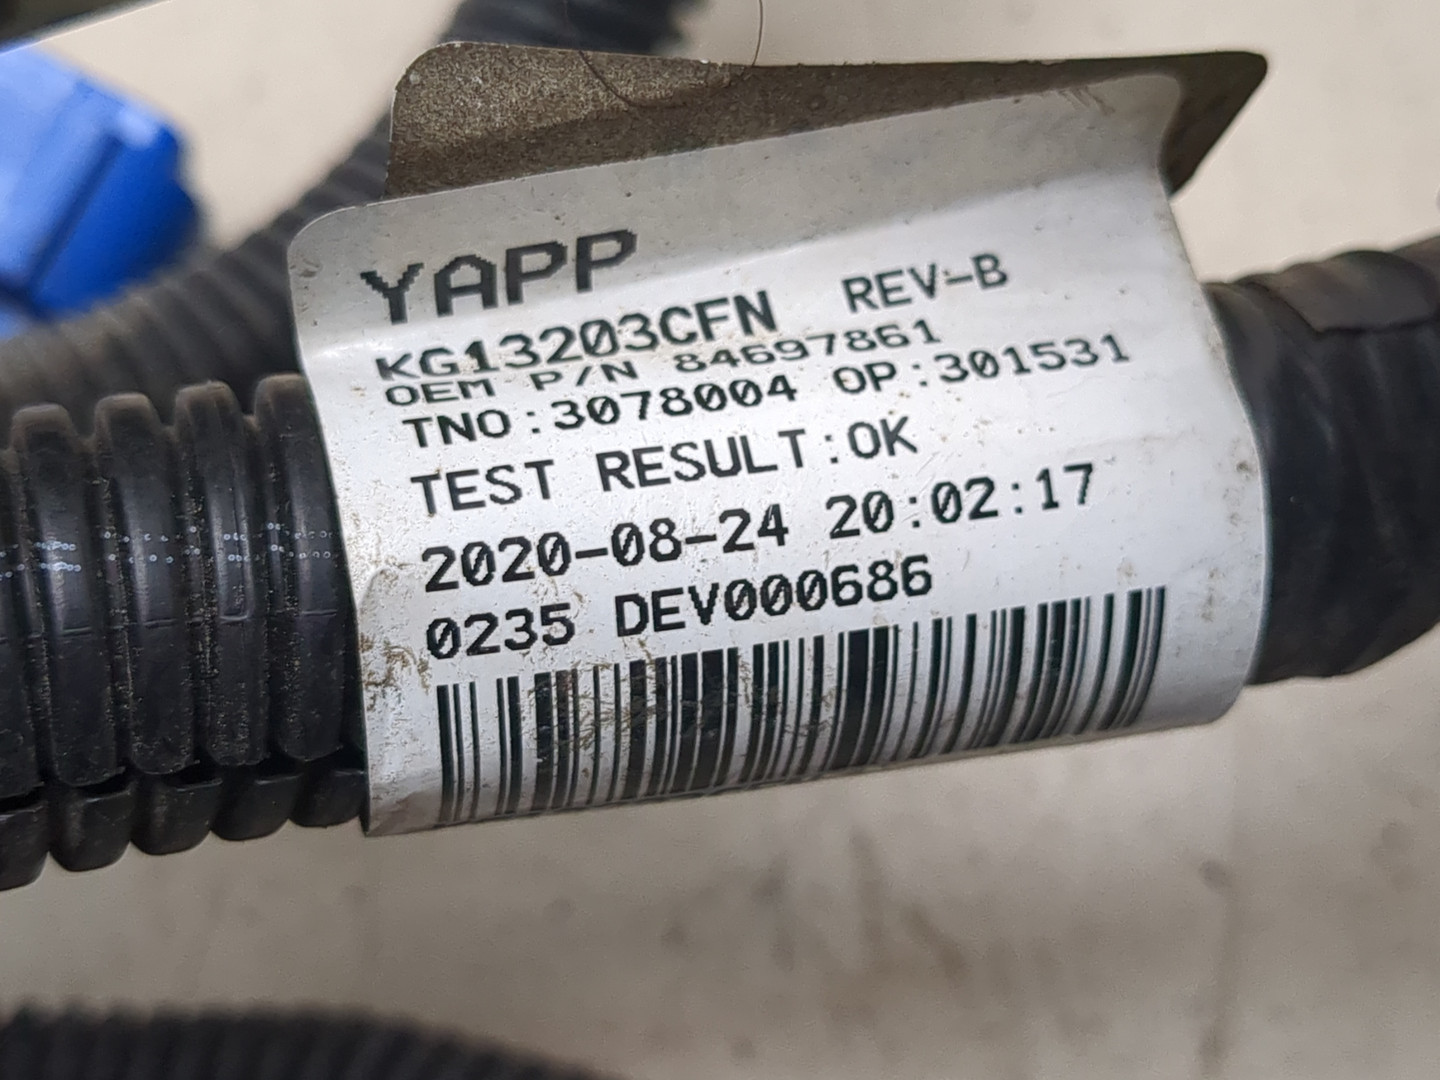 YAPP
KG13203CFN REV-B
OEM P/N 84697861
TNO:3078004 OP:301531
TEST RESULT:OK
2020-08-24 20:02:17
0235 DEV000686